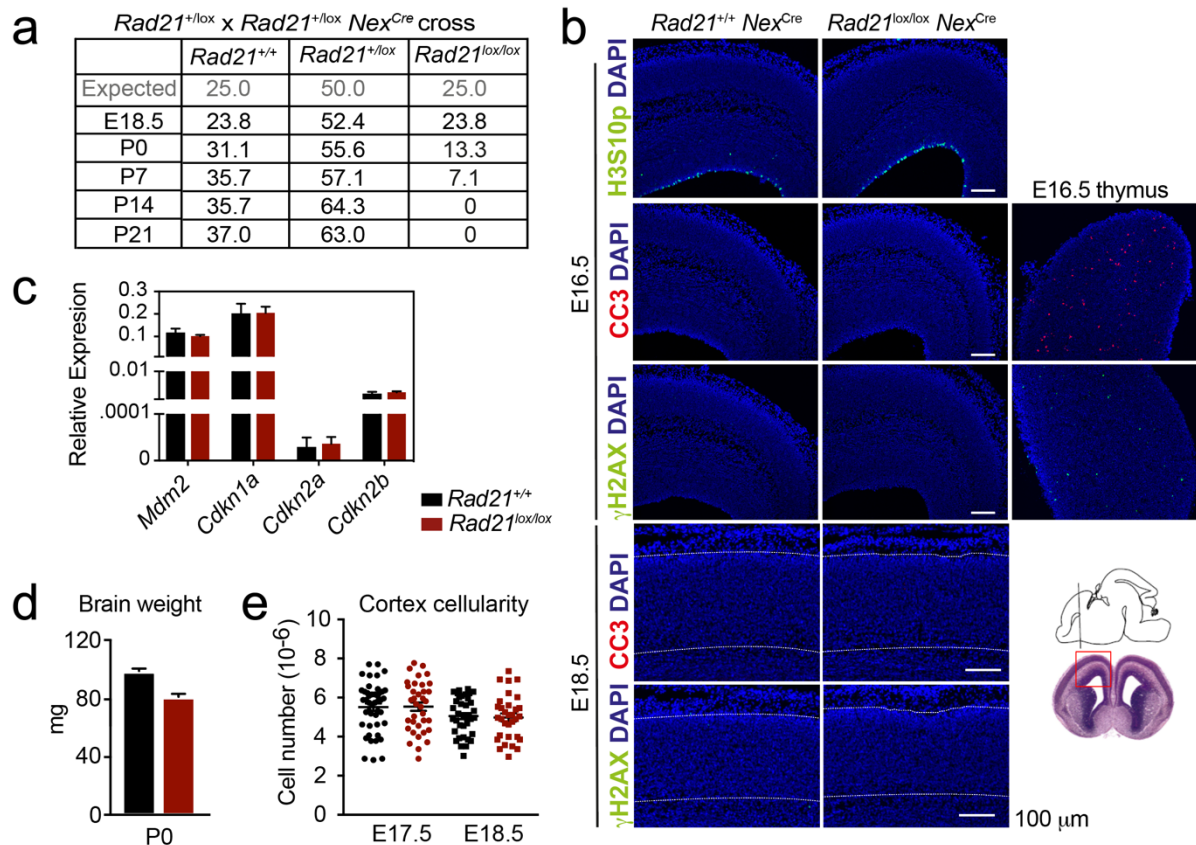 a
Rad21+/lox x Rad21+/lox NexCre cross
Rad21+/+ Rad21+/lox Rad21lox/lox
Expected 25.0 50.0 25.0
E18.5 23.8 52.4 23.8
P0 31.1 55.6 13.3
P7 35.7 57.1 7.1
P14 35.7 64.3 0
P21 37.0 63.0 0
b
Rad21+/+ NexCre Rad21lox/lox NexCre
E16.5
H3S10p DAPI
CC3 DAPI
γH2AX DAPI
E16.5 thymus
E18.5
CC3 DAPI
γH2AX DAPI
100 μm
c
Relative Expression
0.3
0.2
0.1
0.01
.0001
0
Mdm2 Cdkn1a Cdkn2a Cdkn2b
Rad21+/+
Rad21lox/lox
d
Brain weight
mg
120
80
40
0
P0
e
Cortex cellularity
Cell number (10-6)
10
8
6
4
2
0
E17.5 E18.5